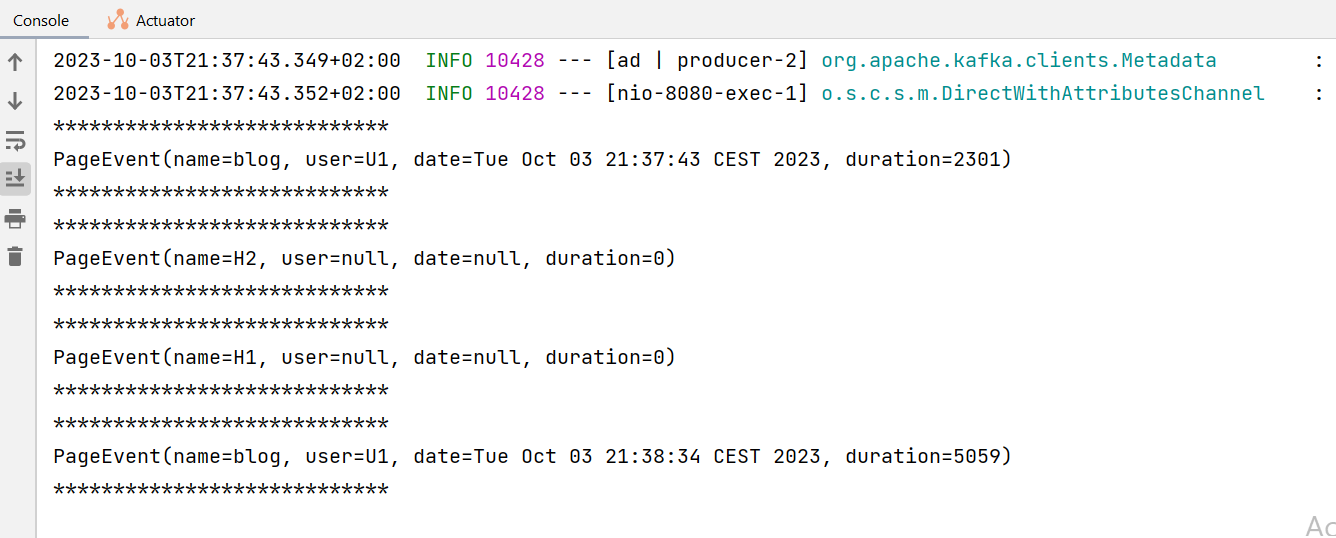 Console Actuator
2023-10-03T21:37:43.349+02:00  INFO 10428 --- [ad | producer-2] org.apache.kafka.clients.Metadata        :
2023-10-03T21:37:43.352+02:00  INFO 10428 --- [nio-8080-exec-1] o.s.c.s.m.DirectWithAttributesChannel    :
****************************
PageEvent(name=blog, user=U1, date=Tue Oct 03 21:37:43 CEST 2023, duration=2301)
****************************
****************************
PageEvent(name=H2, user=null, date=null, duration=0)
****************************
****************************
PageEvent(name=H1, user=null, date=null, duration=0)
****************************
****************************
PageEvent(name=blog, user=U1, date=Tue Oct 03 21:38:34 CEST 2023, duration=5059)
****************************